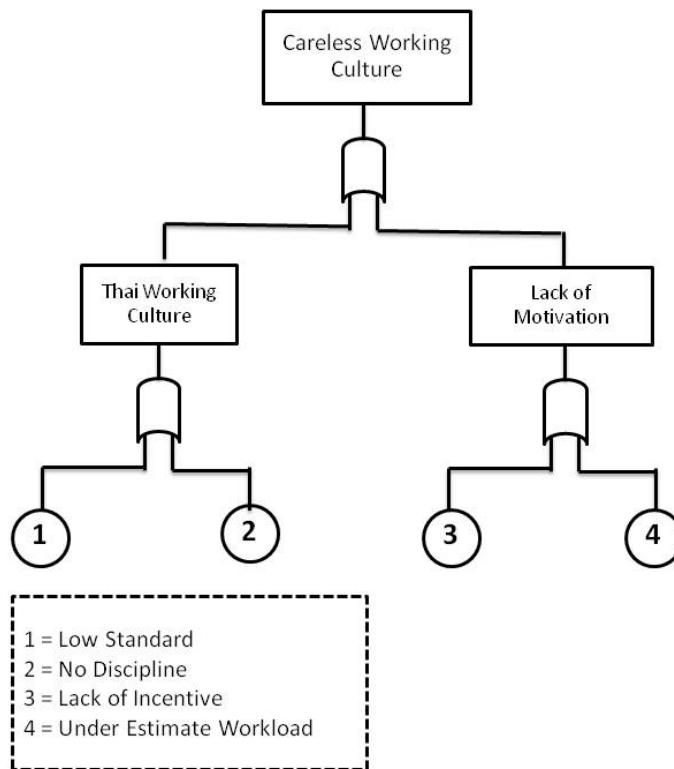 Careless Working
Culture
Thai Working
Culture
Lack of
Motivation
1
2
3
4
1 = Low Standard
2 = No Discipline
3 = Lack of Incentive
4 = Under Estimate Workload